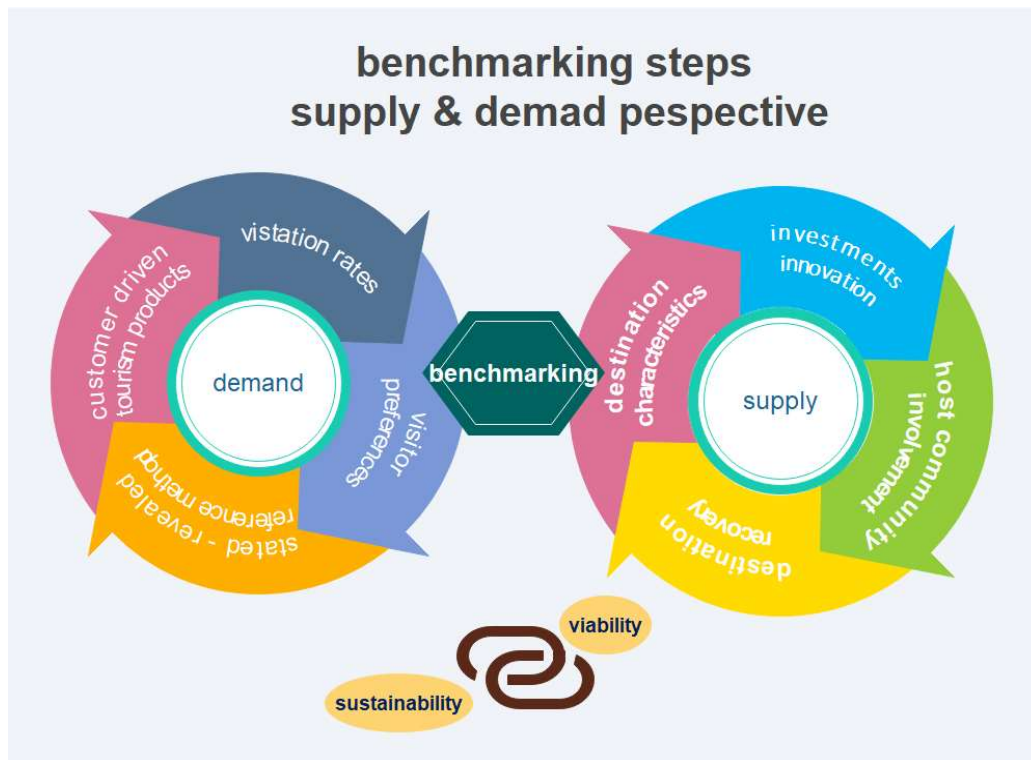 benchmarking steps
supply & demad pespective
vistation rates
visitor
preferences
stated - revealed
reference method
customer driven
tourism products
demand
benchmarking
investments
innovation
host community
involvement
destination
recovery
destination
characteristics
supply
viability
sustainability